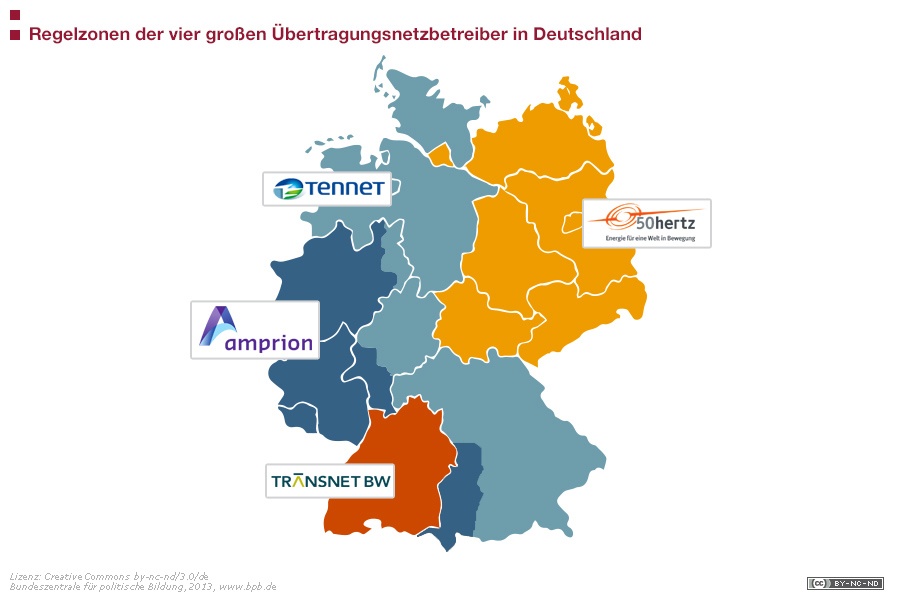 Regelzonen der vier großen Übertragungsnetzbetreiber in Deutschland
TENNET
50hertz
Energie für eine Welt in Bewegung
amprion
TRANSNET BW
Lizenz: Creative Commons by-nc-nd/3.0/de
Bundeszentrale für politische Bildung, 2013, www.bpb.de
cc BY-NC-ND